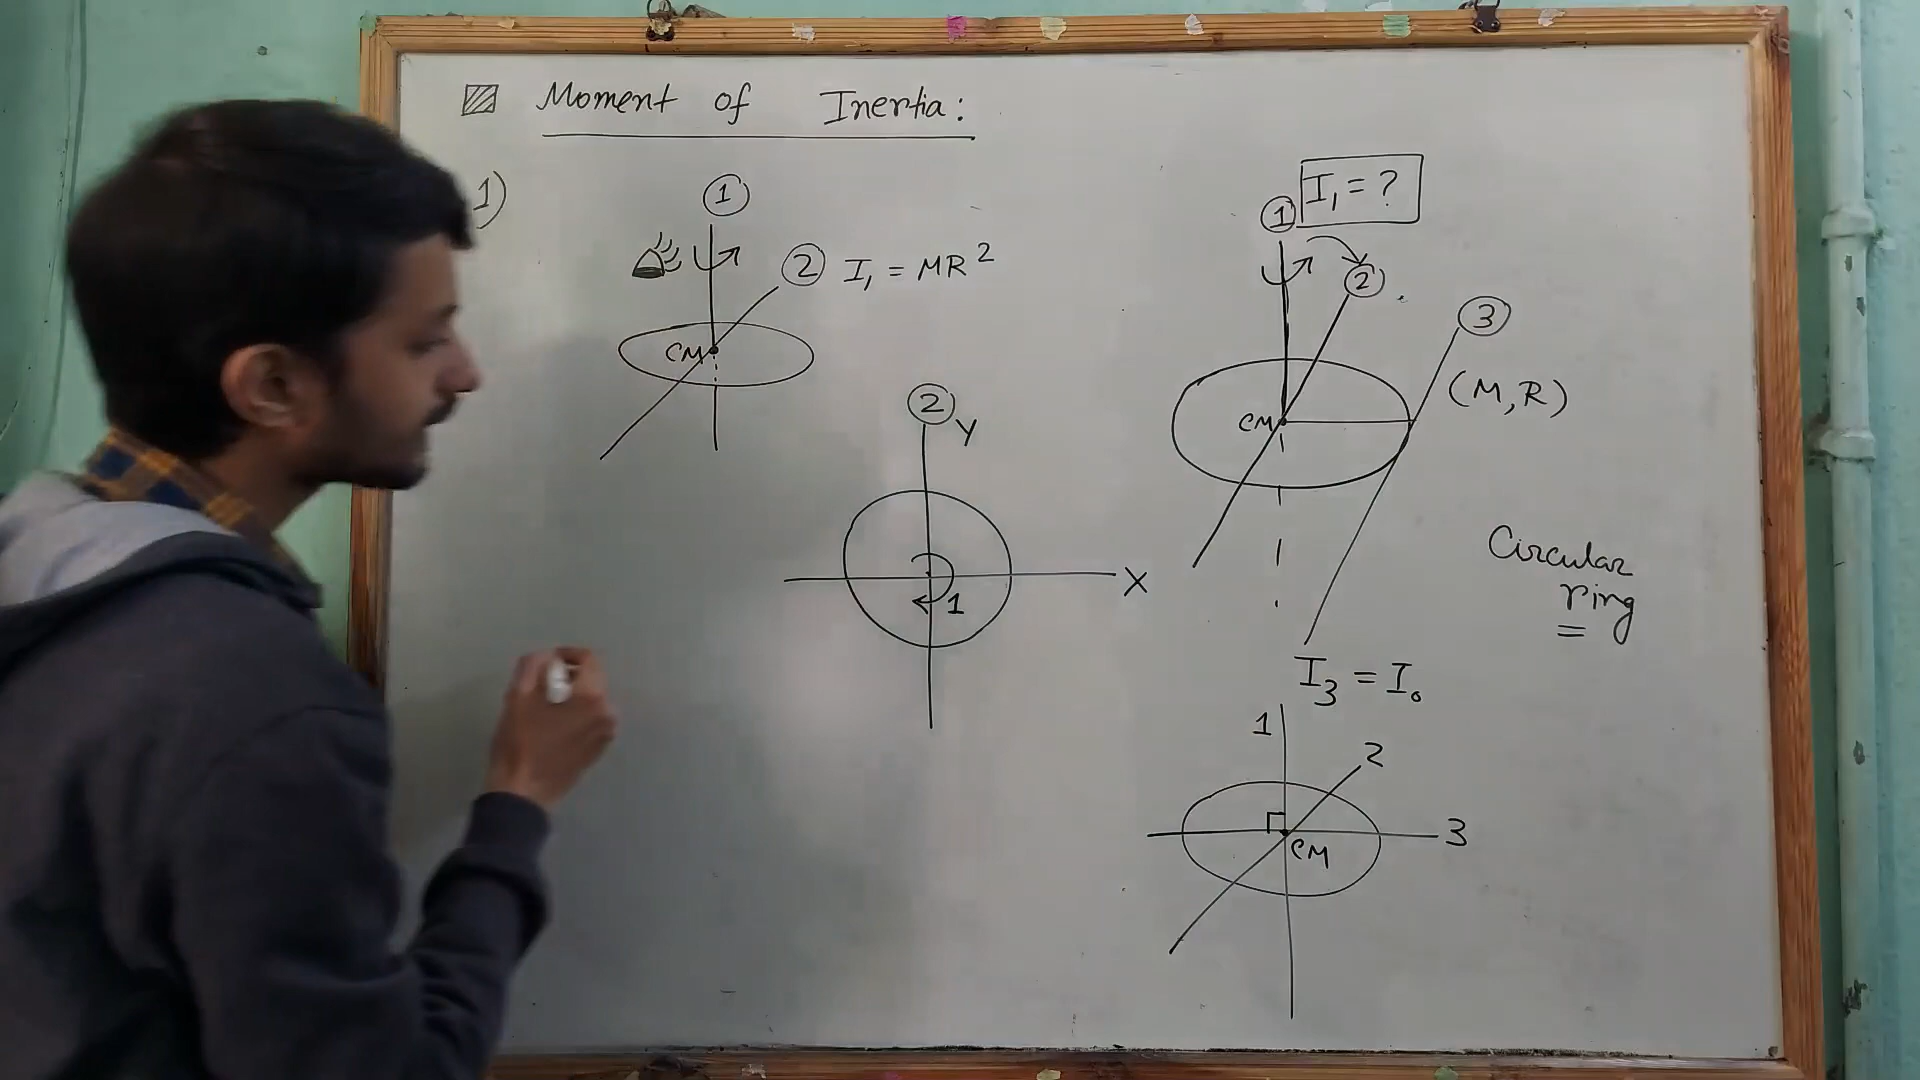 Moment of Inertia:
1)
①
② I₁ = MR²
CM
② Y
X
1
I₁ = ?
①
②
③
(M, R)
CM
Circular
ring
I₃ = I₀
1
2
3
CM